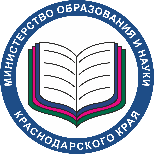 МИНИСТЕРСТВО ОБРАЗОВАНИЯ И НАУКИ
КРАСНОДАРСКОГО КРАЯ